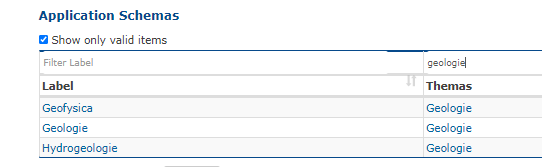 Application Schemas
Show only valid items
Filter Label geologie
Label Themas
Geofysica Geologie
Geologie Geologie
Hydrogeologie Geologie